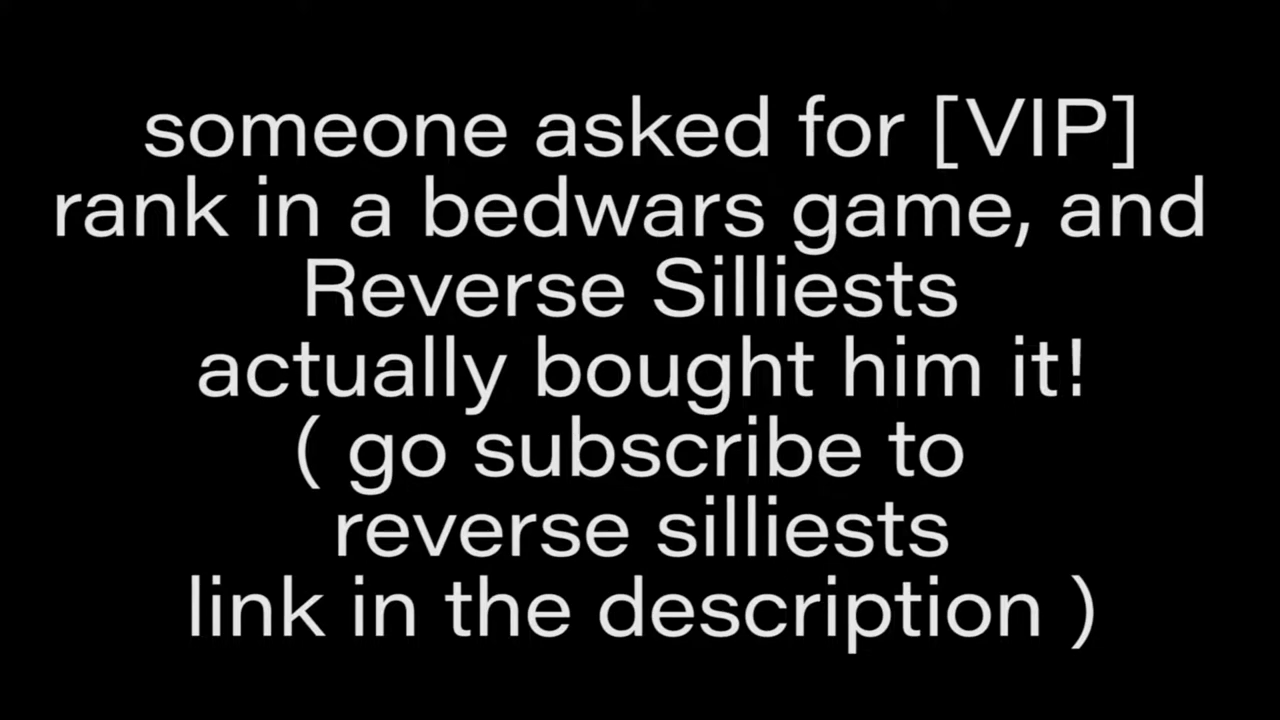 someone asked for [VIP]
rank in a bedwars game, and
Reverse Silliests
actually bought him it!
( go subscribe to
reverse silliests
link in the description )